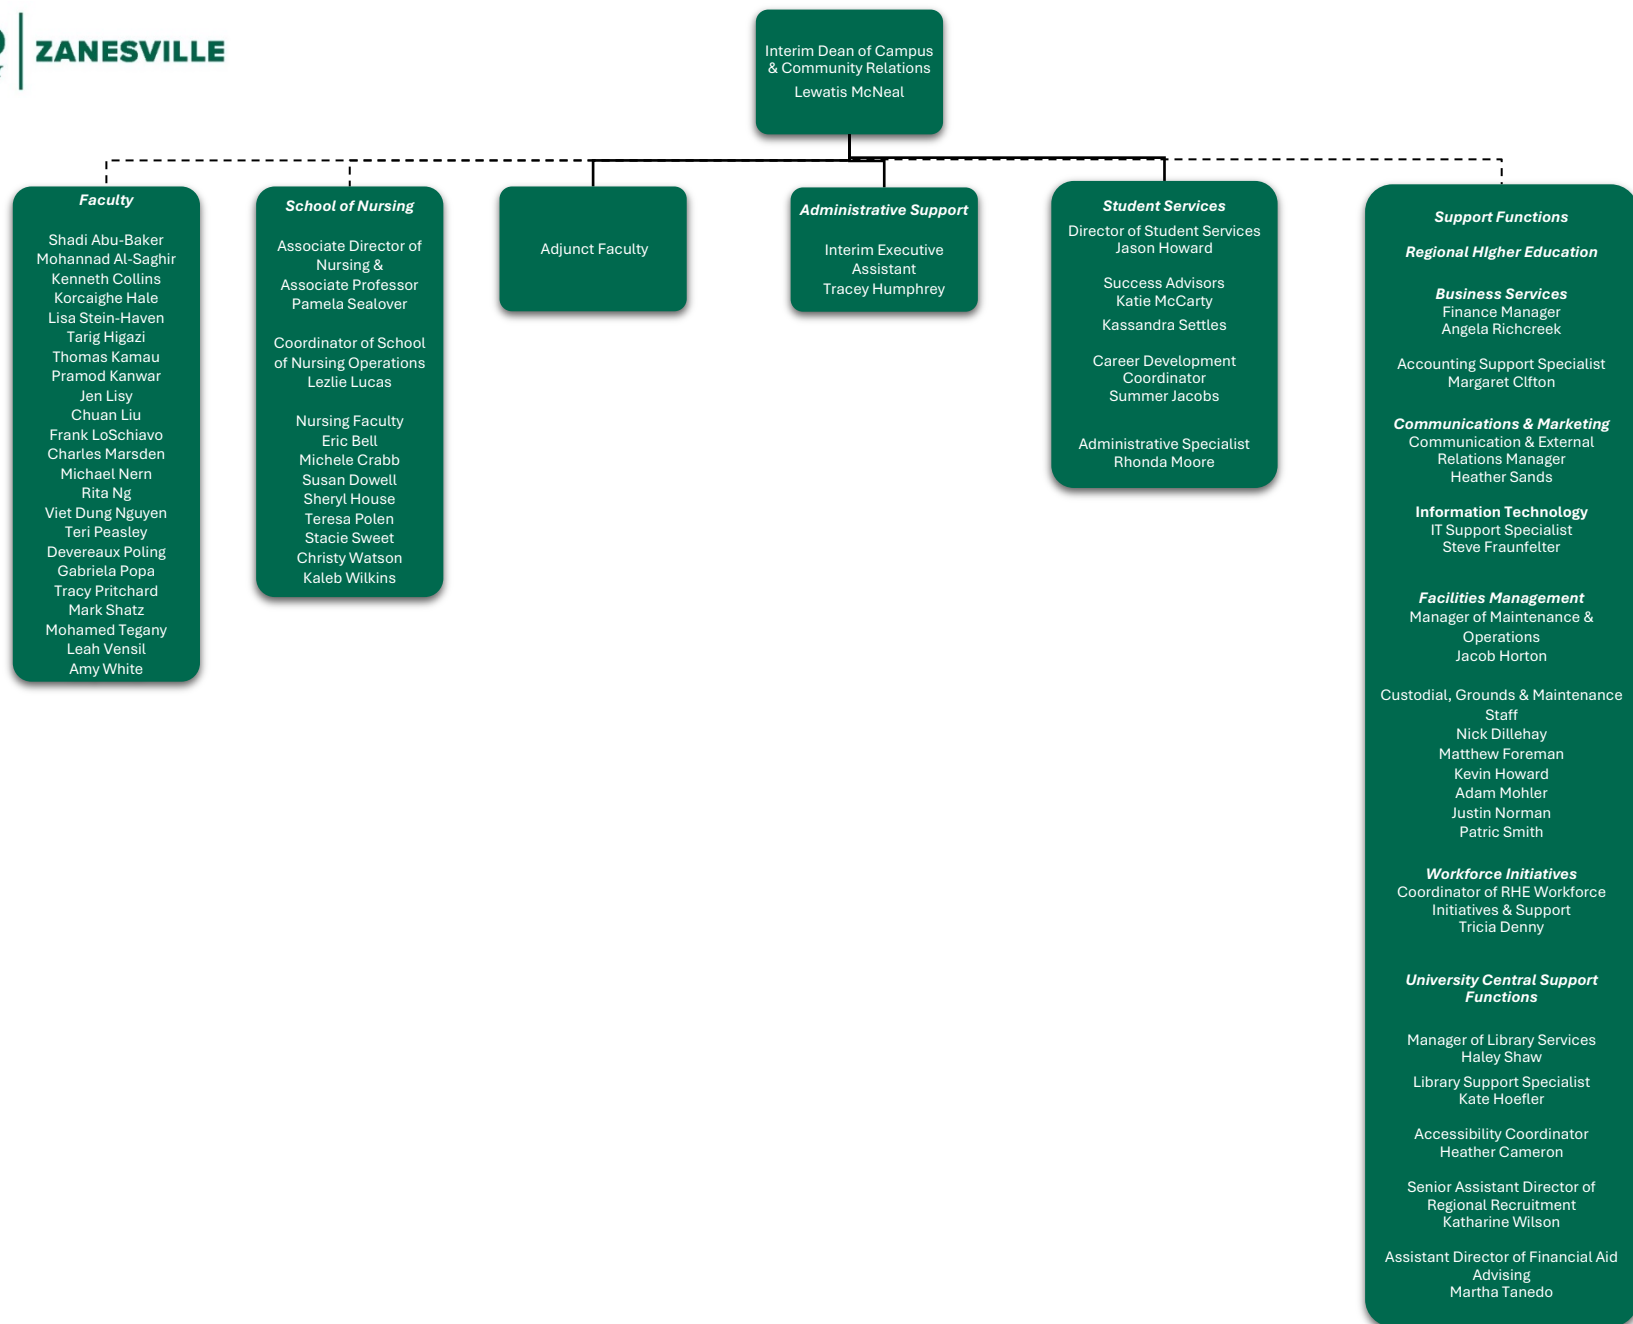 ZANESVILLE
Interim Dean of Campus
& Community Relations
Lewatis McNeal
Faculty
Shadi Abu-Baker
Mohannad Al-Saghir
Kenneth Collins
Korcaighe Hale
Lisa Stein-Haven
Tarig Higazi
Thomas Kamau
Pramod Kanwar
Jen Lisy
Chuan Liu
Frank LoSchiavo
Charles Marsden
Michael Nern
Rita Ng
Viet Dung Nguyen
Teri Peasley
Devereaux Poling
Gabriela Popa
Tracy Pritchard
Mark Shatz
Mohamed Tegany
Leah Vensil
Amy White
School of Nursing
Associate Director of
Nursing &
Associate Professor
Pamela Sealover
Coordinator of School
of Nursing Operations
Lezlie Lucas
Nursing Faculty
Eric Bell
Michele Crabb
Susan Dowell
Sheryl House
Teresa Polen
Stacie Sweet
Christy Watson
Kaleb Wilkins
Adjunct Faculty
Administrative Support
Interim Executive
Assistant
Tracey Humphrey
Student Services
Director of Student Services
Jason Howard
Success Advisors
Katie McCarty
Kassandra Settles
Career Development
Coordinator
Summer Jacobs
Administrative Specialist
Rhonda Moore
Support Functions
Regional HIgher Education
Business Services
Finance Manager
Angela Richcreek
Accounting Support Specialist
Margaret Clfton
Communications & Marketing
Communication & External
Relations Manager
Heather Sands
Information Technology
IT Support Specialist
Steve Fraunfelter
Facilities Management
Manager of Maintenance &
Operations
Jacob Horton
Custodial, Grounds & Maintenance
Staff
Nick Dillehay
Matthew Foreman
Kevin Howard
Adam Mohler
Justin Norman
Patric Smith
Workforce Initiatives
Coordinator of RHE Workforce
Initiatives & Support
Tricia Denny
University Central Support
Functions
Manager of Library Services
Haley Shaw
Library Support Specialist
Kate Hoefler
Accessibility Coordinator
Heather Cameron
Senior Assistant Director of
Regional Recruitment
Katharine Wilson
Assistant Director of Financial Aid
Advising
Martha Tanedo